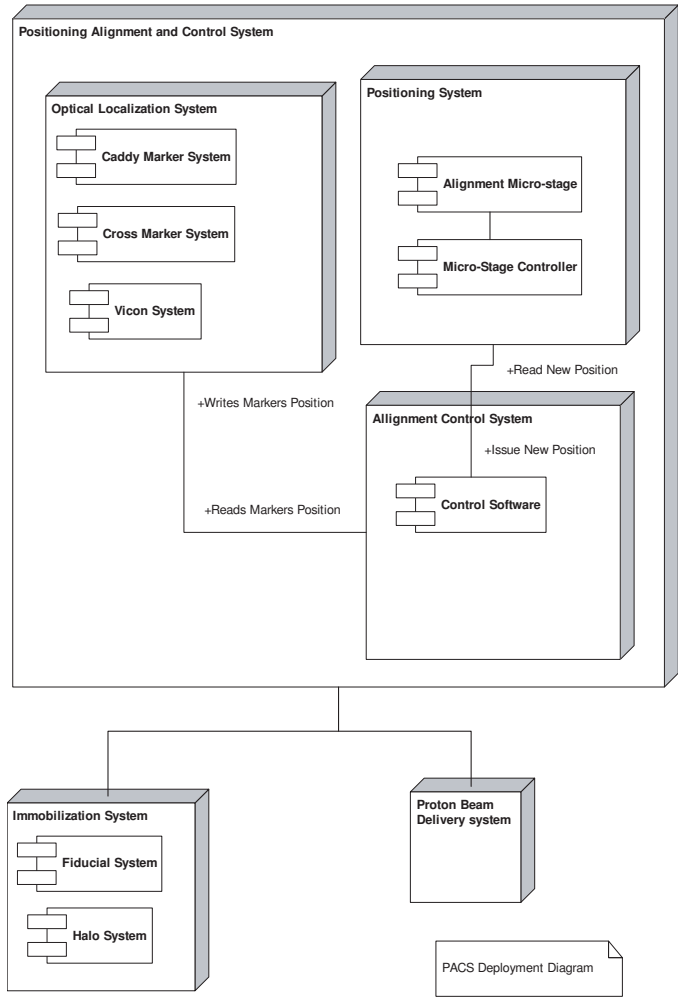 Positioning Alignment and Control System
Optical Localization System
Caddy Marker System
Cross Marker System
Vicon System
Positioning System
Alignment Micro-stage
Micro-Stage Controller
+Read New Position
+Writes Markers Position
Allignment Control System
+Issue New Position
Control Software
+Reads Markers Position
Immobilization System
Fiducial System
Halo System
Proton Beam
Delivery system
PACS Deployment Diagram